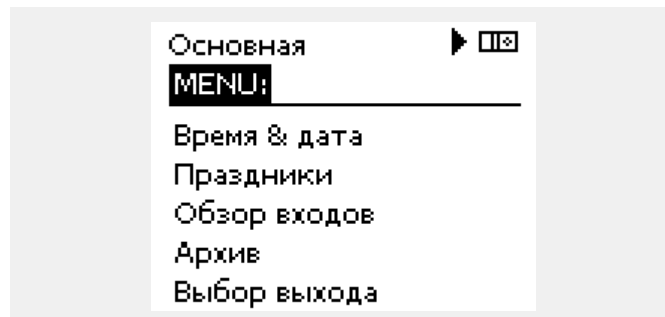 Основная
MENU:
Время & дата
Праздники
Обзор входов
Архив
Выбор выхода